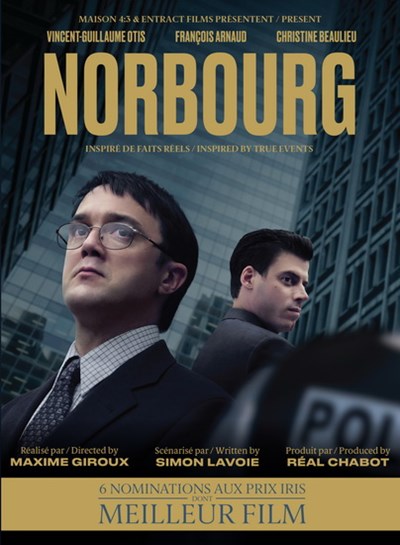 MAISON 4:3 & ENTRACT FILMS PRÉSENTENT / PRESENT
VINCENT-GUILLAUME OTIS FRANÇOIS ARNAUD CHRISTINE BEAULIEU
NORBOURG
INSPIRÉ DE FAITS RÉELS / INSPIRED BY TRUE EVENTS
POL
Réalisé par / Directed by Scénarisé par / Written by Produit par / Produced by
MAXIME GIROUX SIMON LAVOIE RÉAL CHABOT
6 NOMINATIONS AUX PRIX IRIS
DONT
MEILLEUR FILM